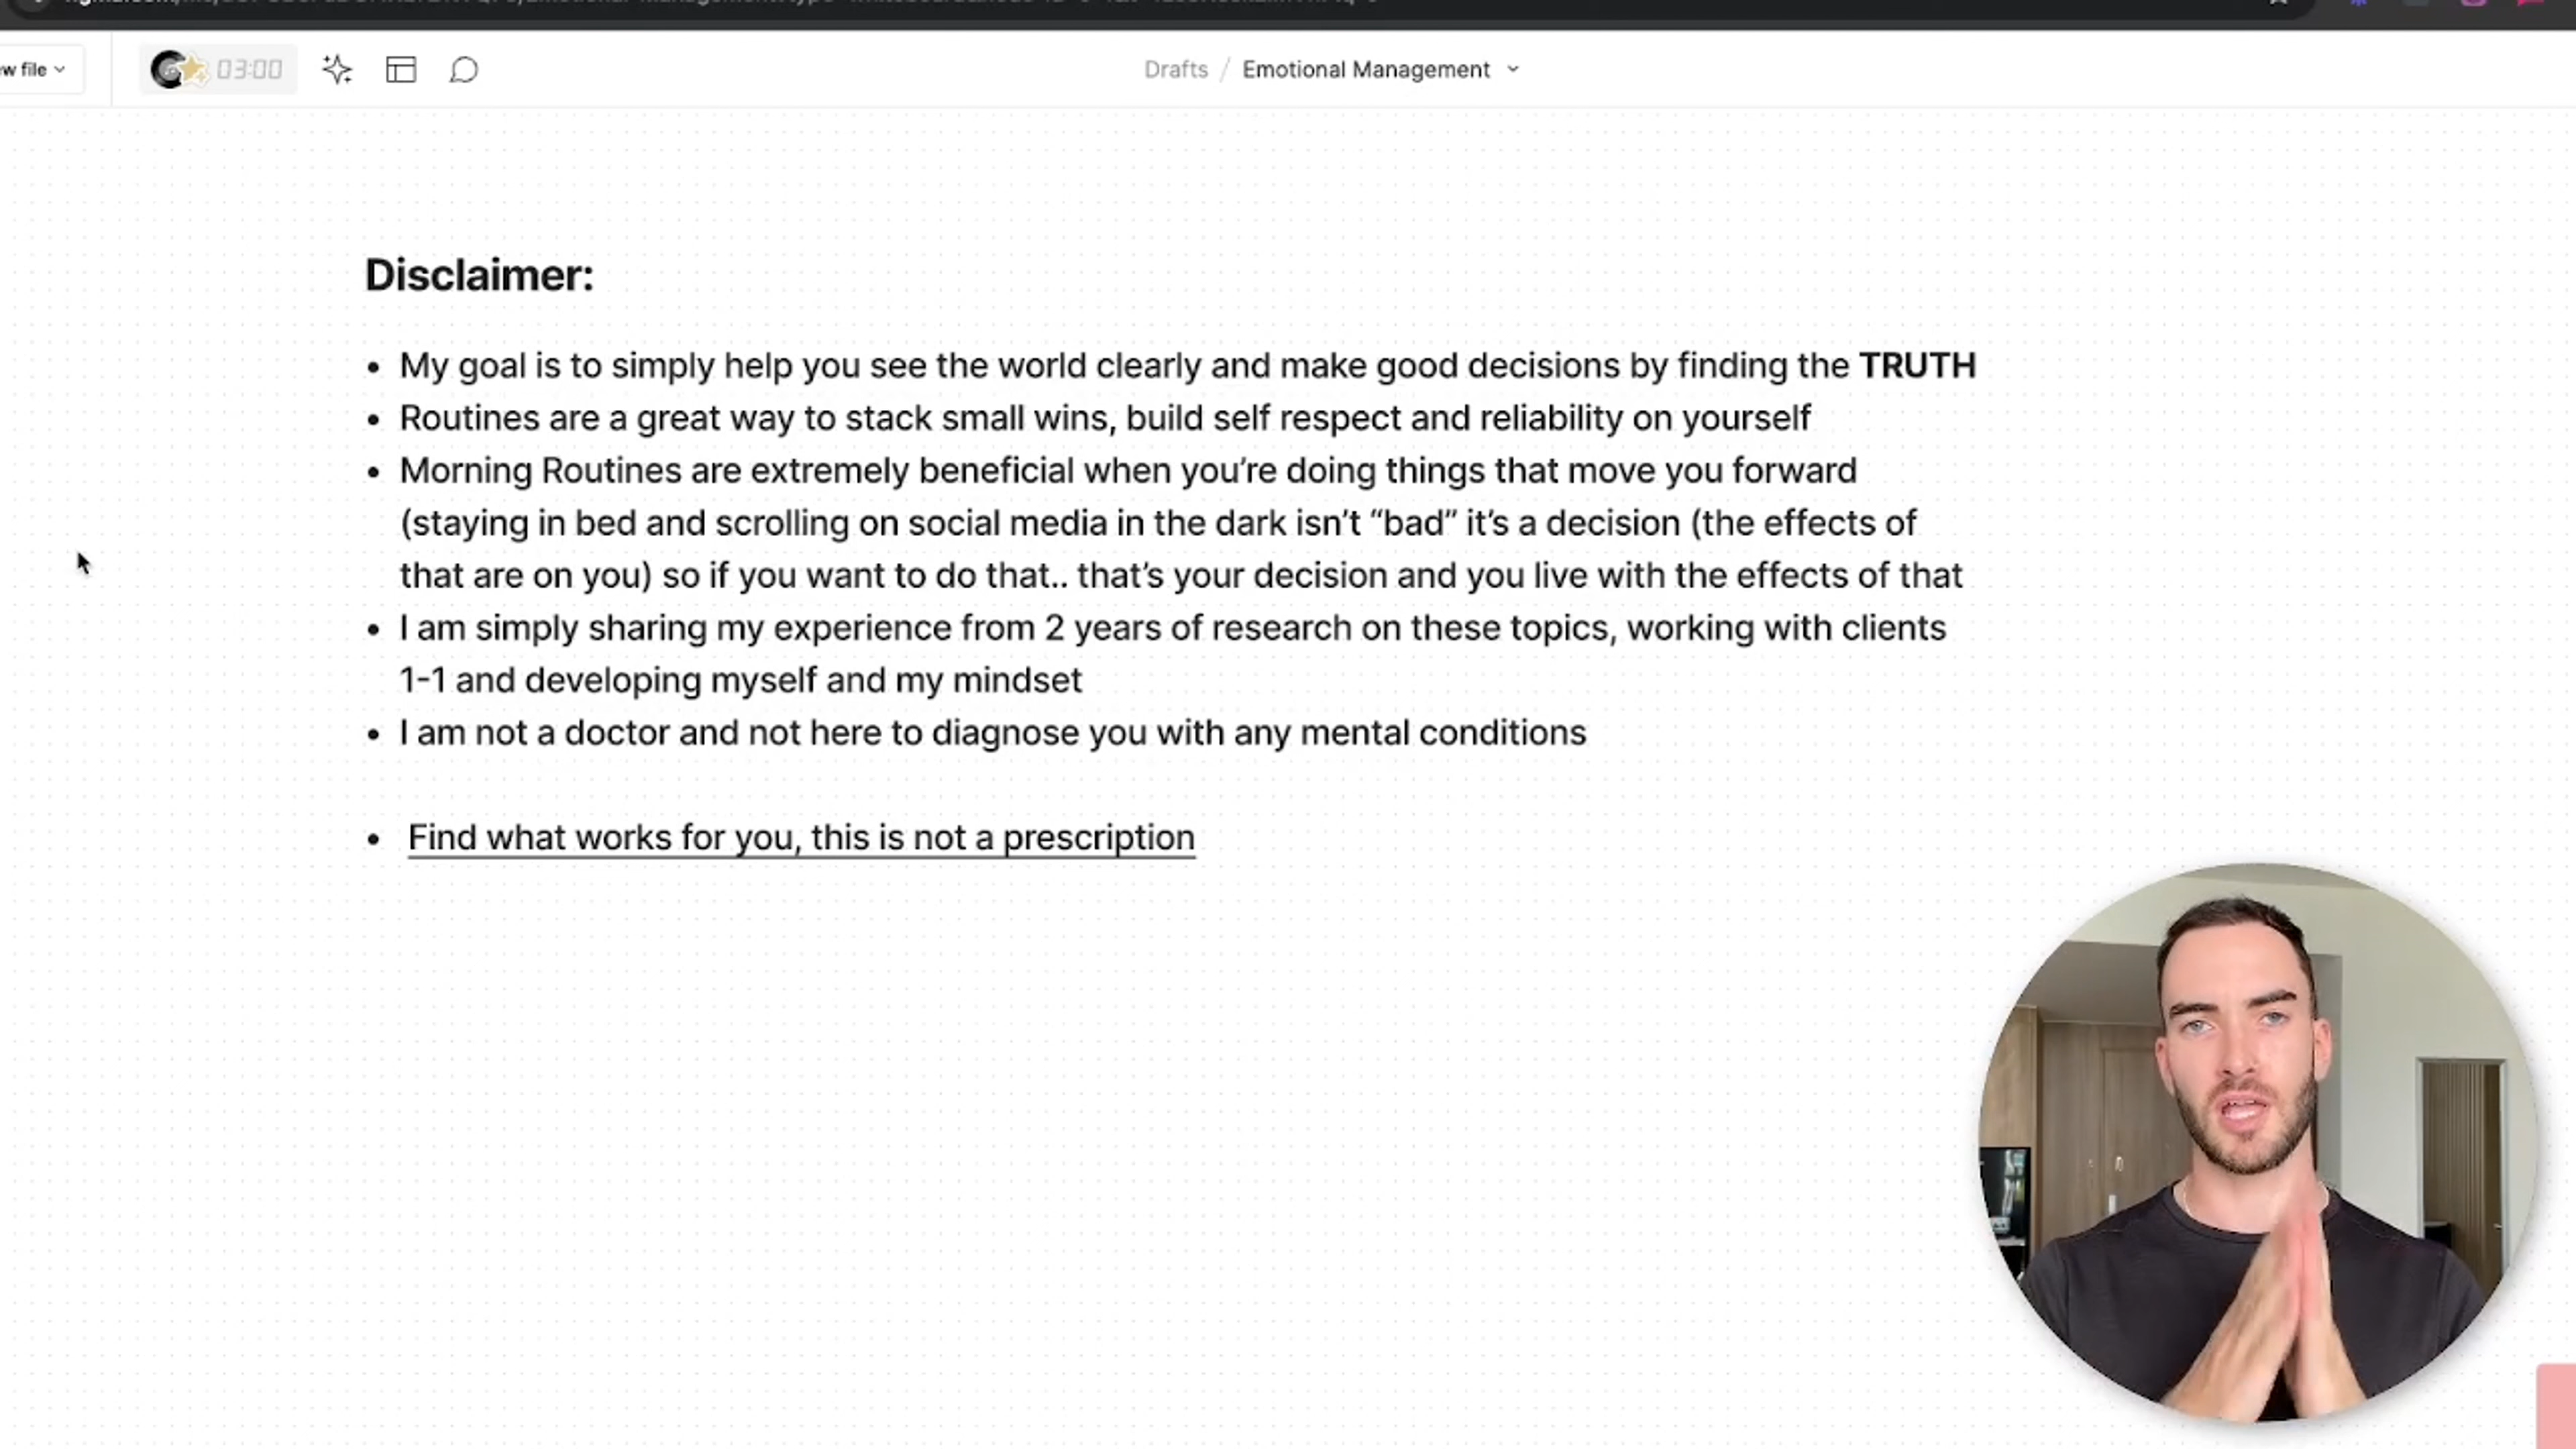 w file
03:00
Drafts / Emotional Management
Disclaimer:
• My goal is to simply help you see the world clearly and make good decisions by finding the TRUTH
• Routines are a great way to stack small wins, build self respect and reliability on yourself
• Morning Routines are extremely beneficial when you’re doing things that move you forward
(staying in bed and scrolling on social media in the dark isn’t “bad” it’s a decision (the effects of
that are on you) so if you want to do that.. that’s your decision and you live with the effects of that
• I am simply sharing my experience from 2 years of research on these topics, working with clients
1-1 and developing myself and my mindset
• I am not a doctor and not here to diagnose you with any mental conditions
• Find what works for you, this is not a prescription